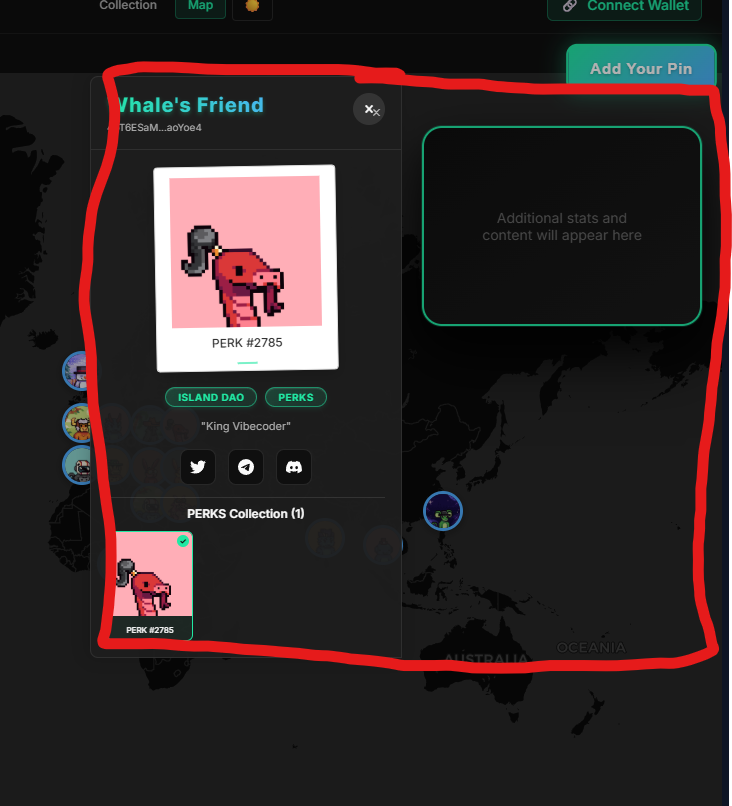 Collection
Map
Connect Wallet
Add Your Pin
Whale's Friend
T6ESaM...aoYoe4
Additional stats and
content will appear here
PERK #2785
ISLAND DAO
PERKS
"King Vibecoder"
PERKS Collection (1)
PERK #2785
OCEANIA
AUSTRALIA